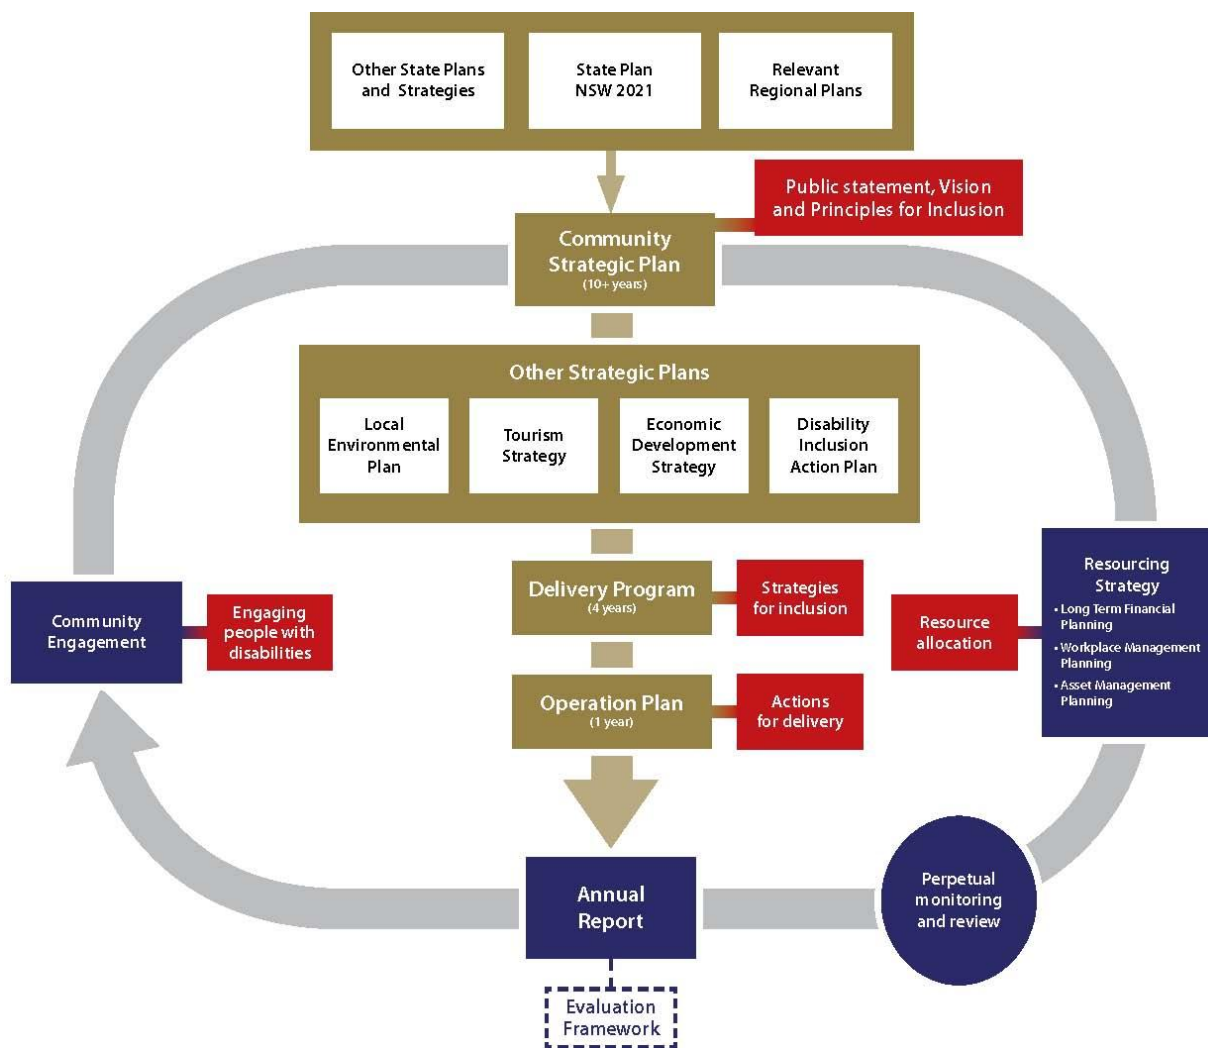 Other State Plans
and Strategies
State Plan
NSW 2021
Relevant
Regional Plans
Public statement, Vision
and Principles for Inclusion
Community
Strategic Plan
(10+ years)
Other Strategic Plans
Local
Environmental
Plan
Tourism
Strategy
Economic
Development
Strategy
Disability
Inclusion
Action Plan
Delivery Program
(4 years)
Strategies
for inclusion
Community
Engagement
Engaging
people with
disabilities
Resource
allocation
Resourcing
Strategy
• Long Term Financial
Planning
• Workplace Management
Planning
• Asset Management
Planning
Operation Plan
(1 year)
Actions
for delivery
Annual
Report
Perpetual
monitoring
and review
Evaluation
Framework